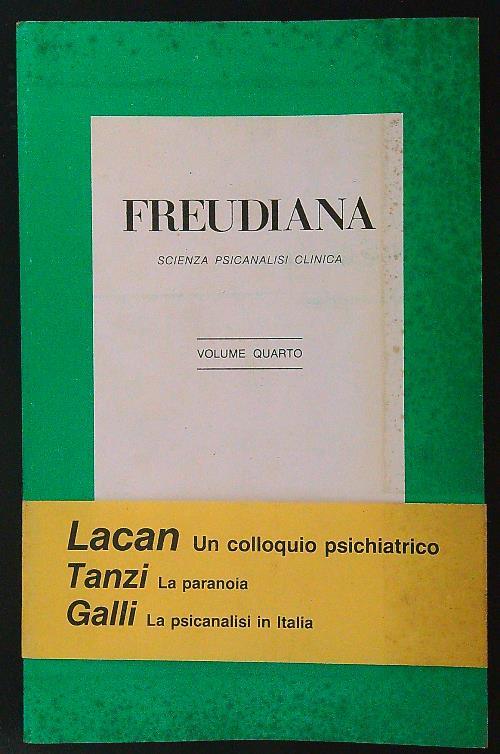 FREUDIANA
SCIENZA PSICANALISI CLINICA
VOLUME QUARTO
Lacan Un colloquio psichiatrico
Tanzi La paranoia
Galli La psicanalisi in Italia